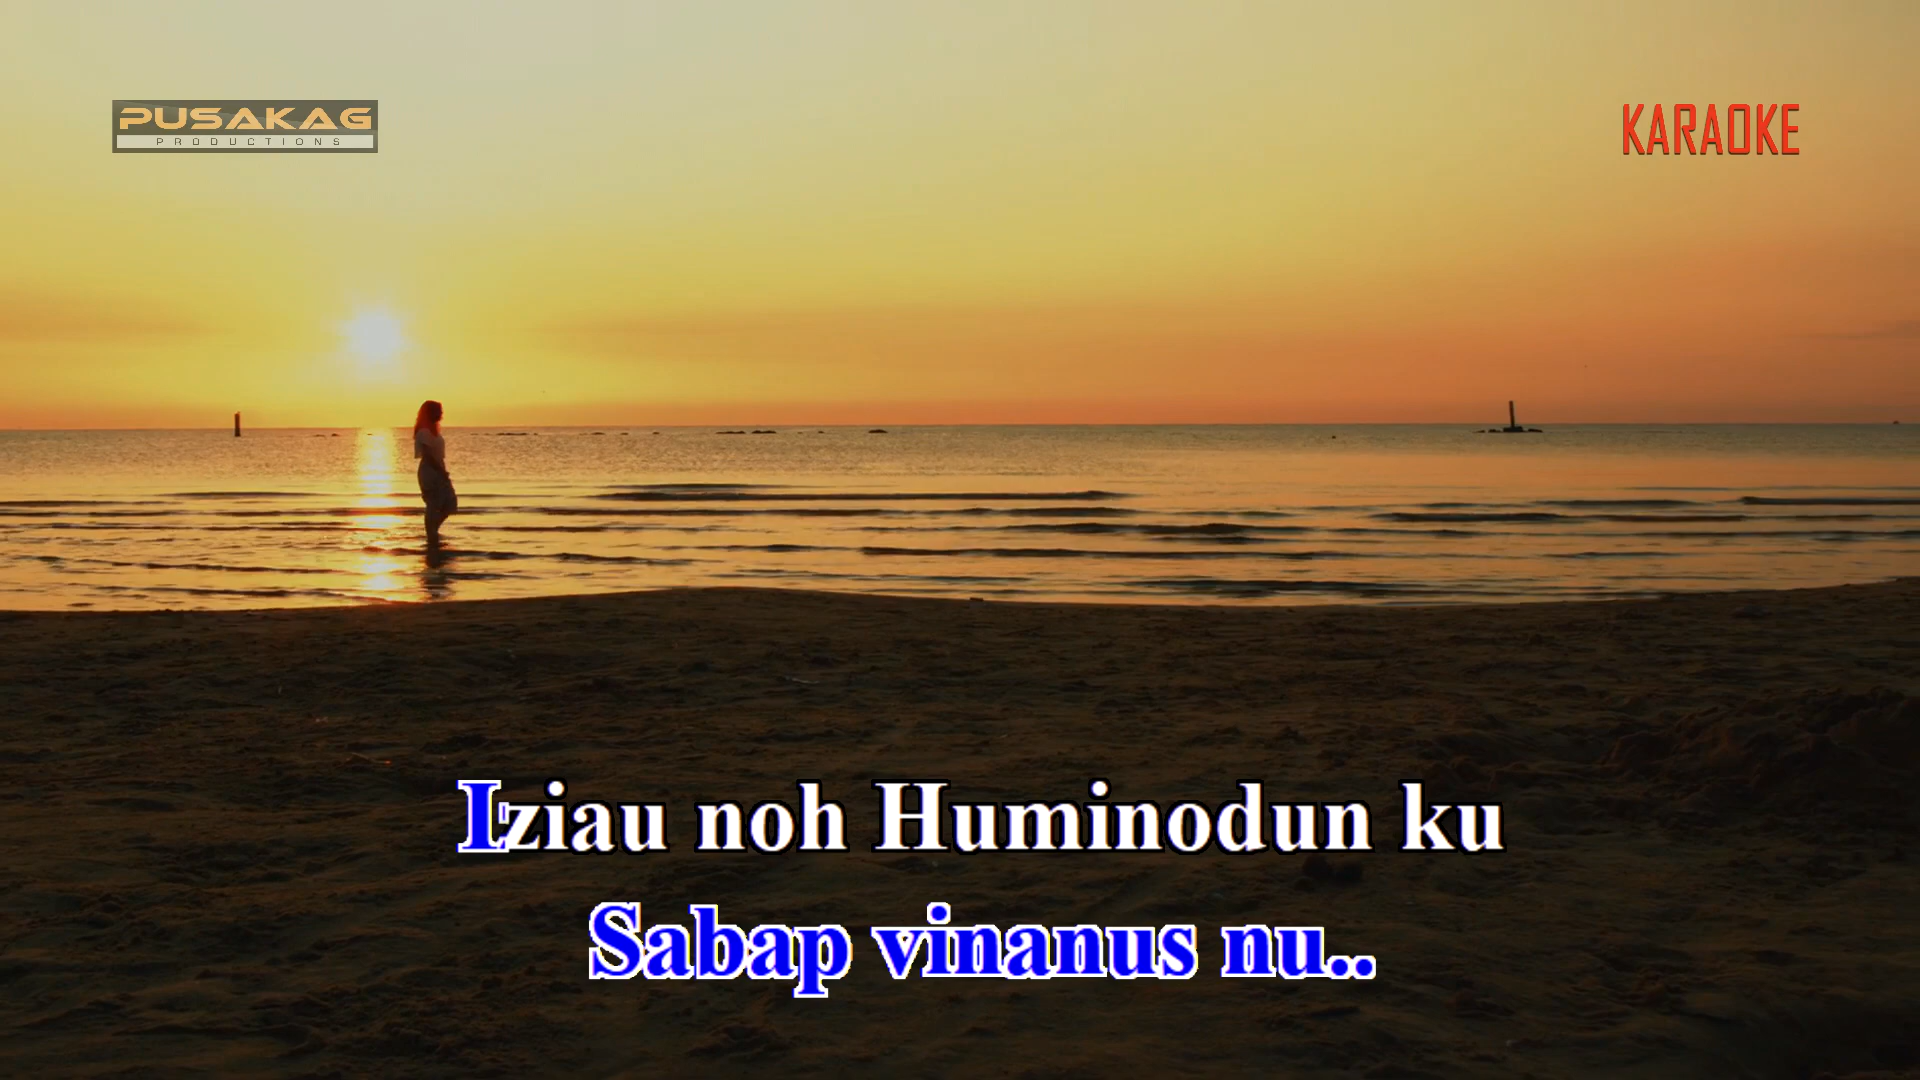 PUSAKAG
PRODUCTIONS
KARAOKE
Iziau noh Huminodun ku
Sabap vinanus nu..